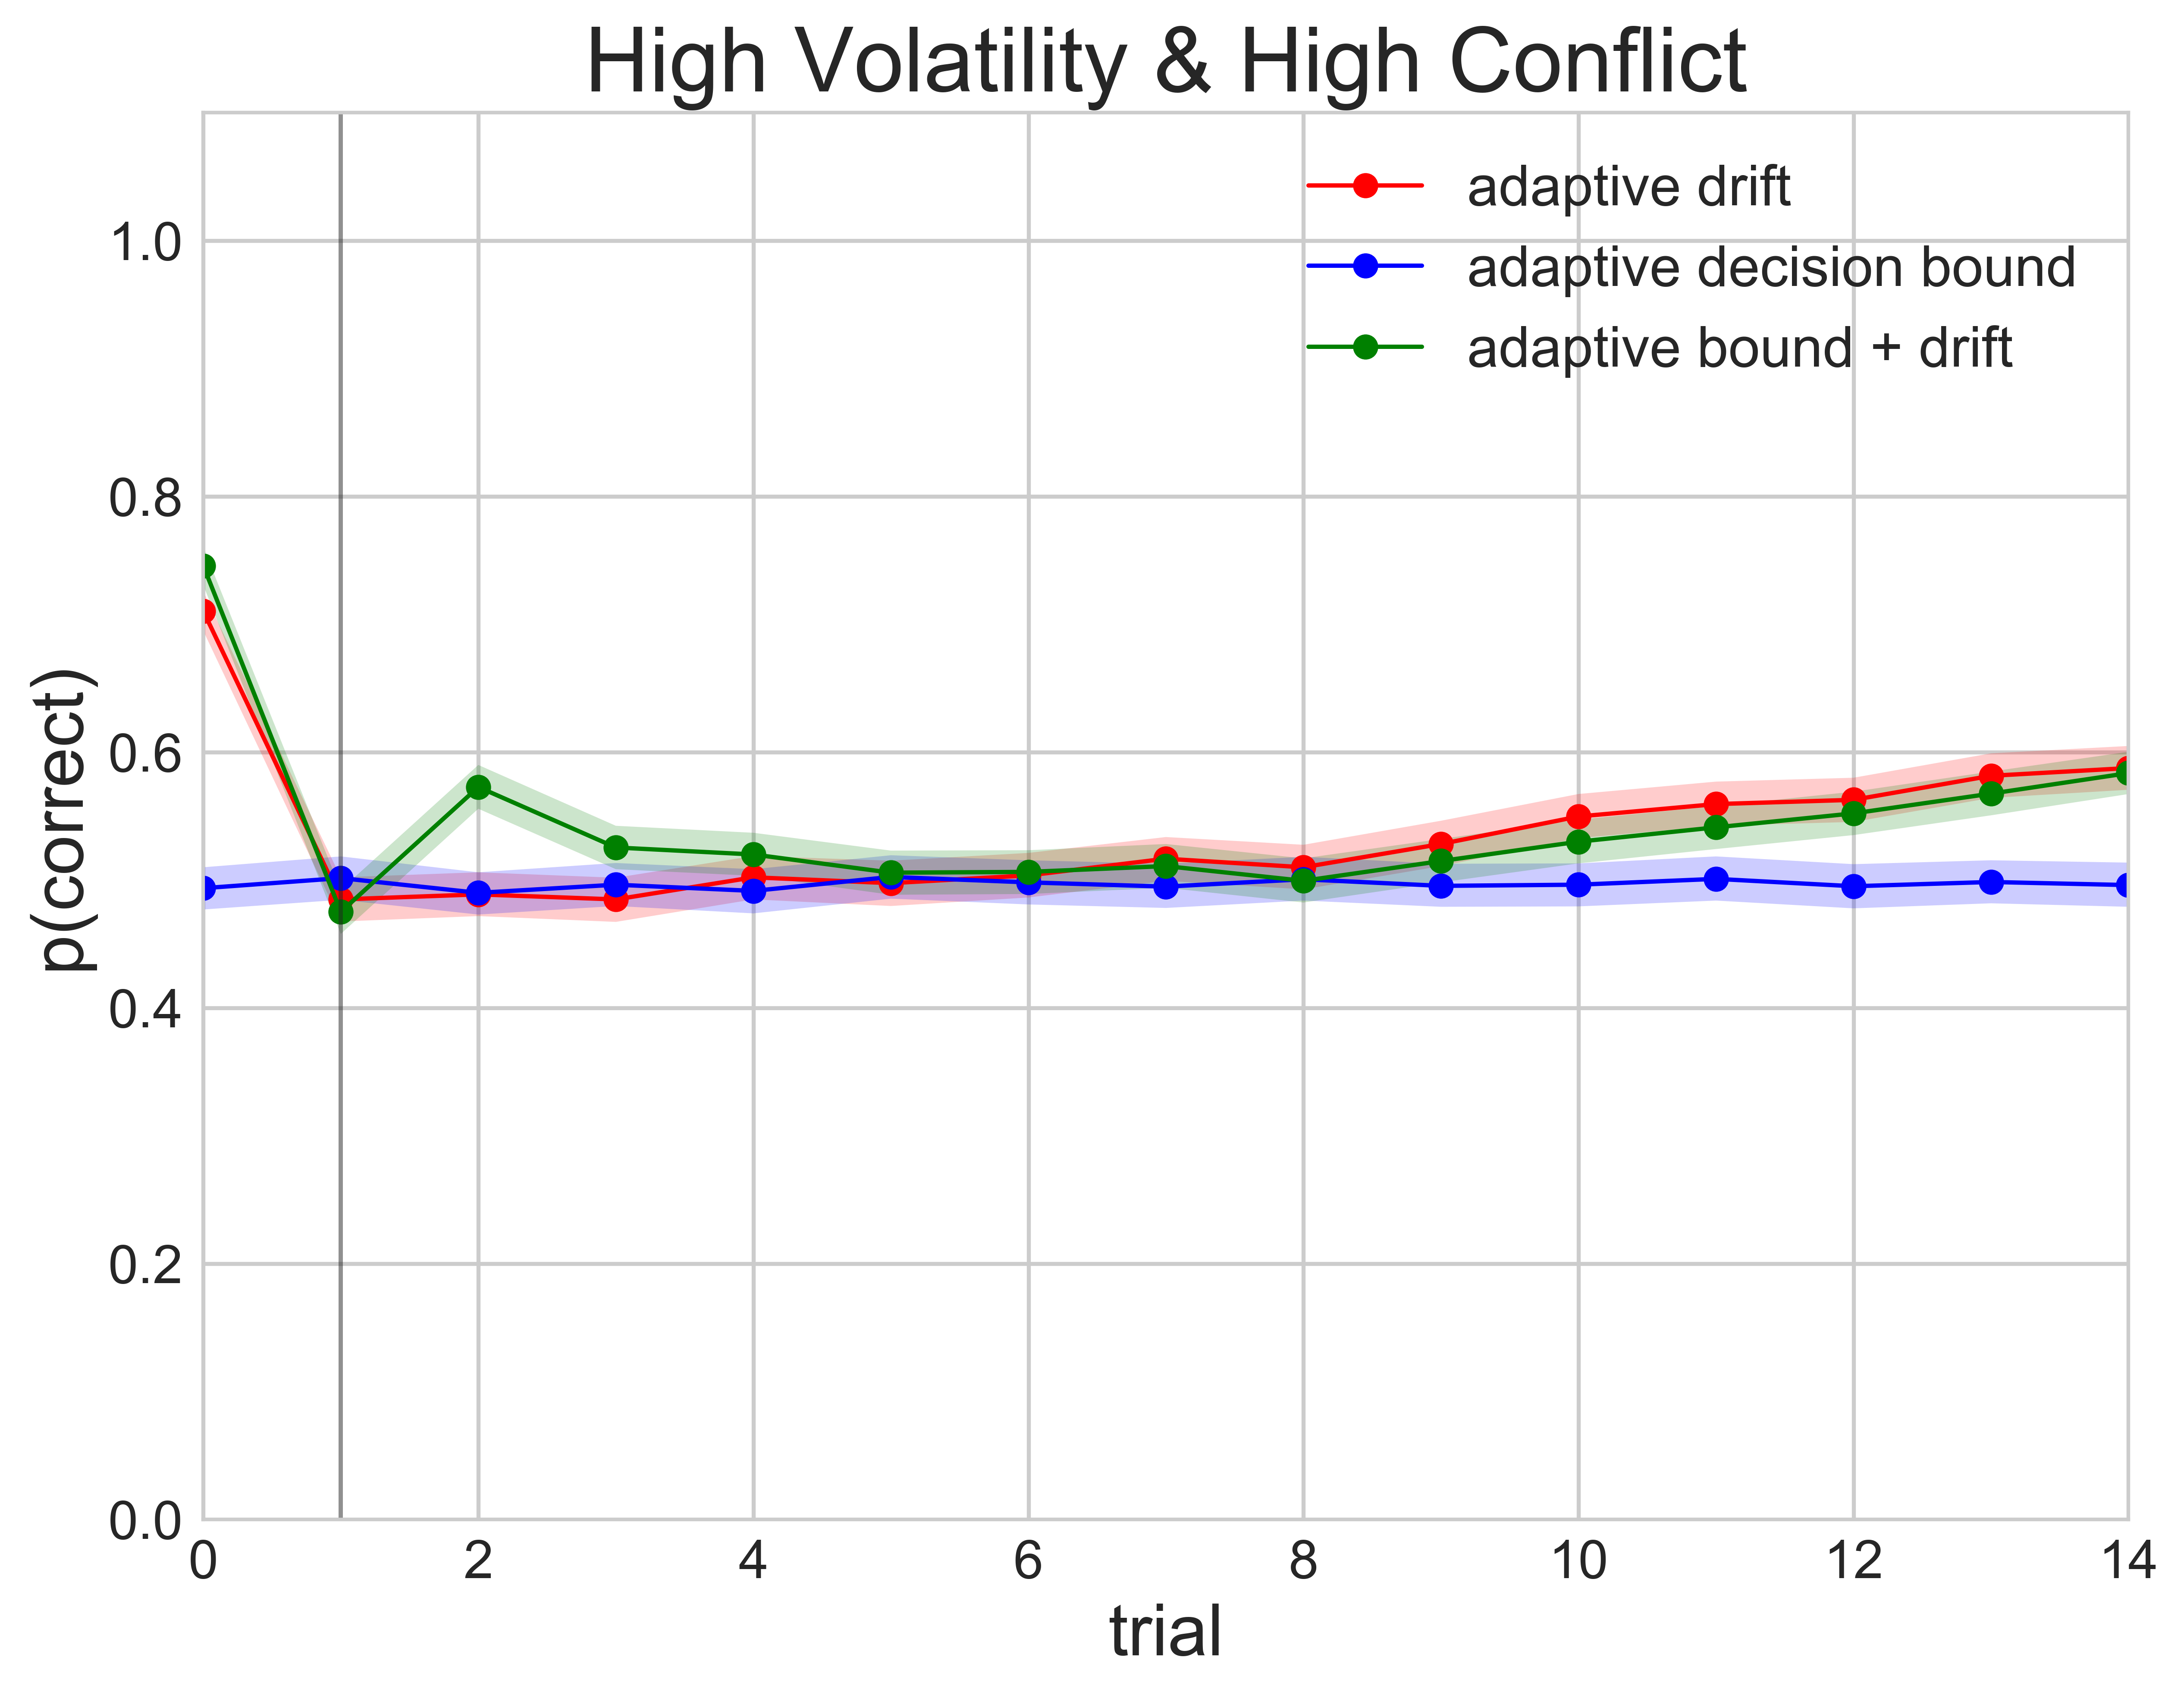 High Volatility & High Conflict
adaptive drift
adaptive decision bound
adaptive bound + drift
p(correct)
1.0
0.8
0.6
0.4
0.2
0.0
0 2 4 6 8 10 12 14
trial